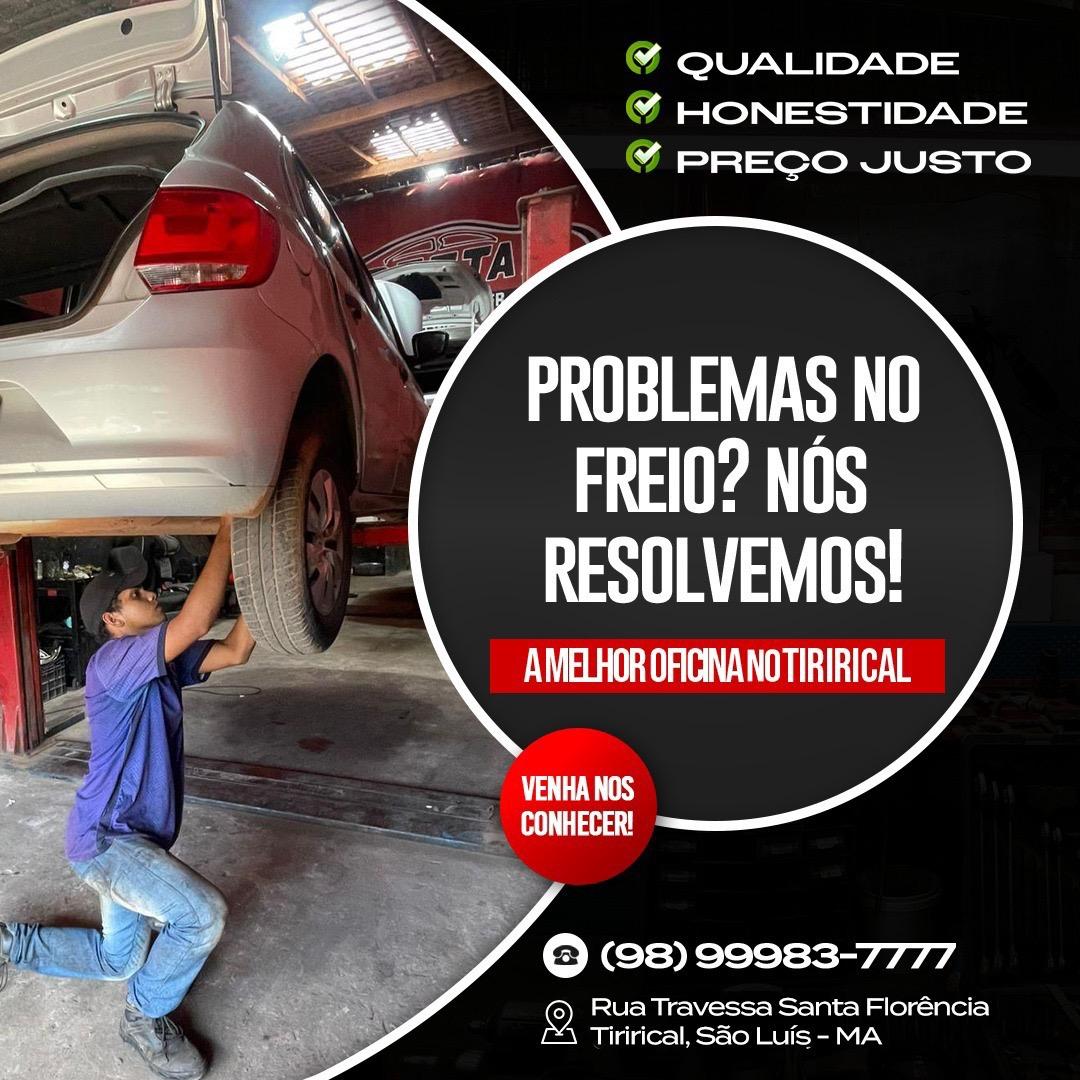 QUALIDADE
HONESTIDADE
PREÇO JUSTO
PROBLEMAS NO
FREIO? NÓS
RESOLVEMOS!
A MELHOR OFICINA NO TIRIRICAL
VENHA NOS
CONHECER!
(98) 99983-7777
Rua Travessa Santa Florência
Tirirical, São Luís - MA